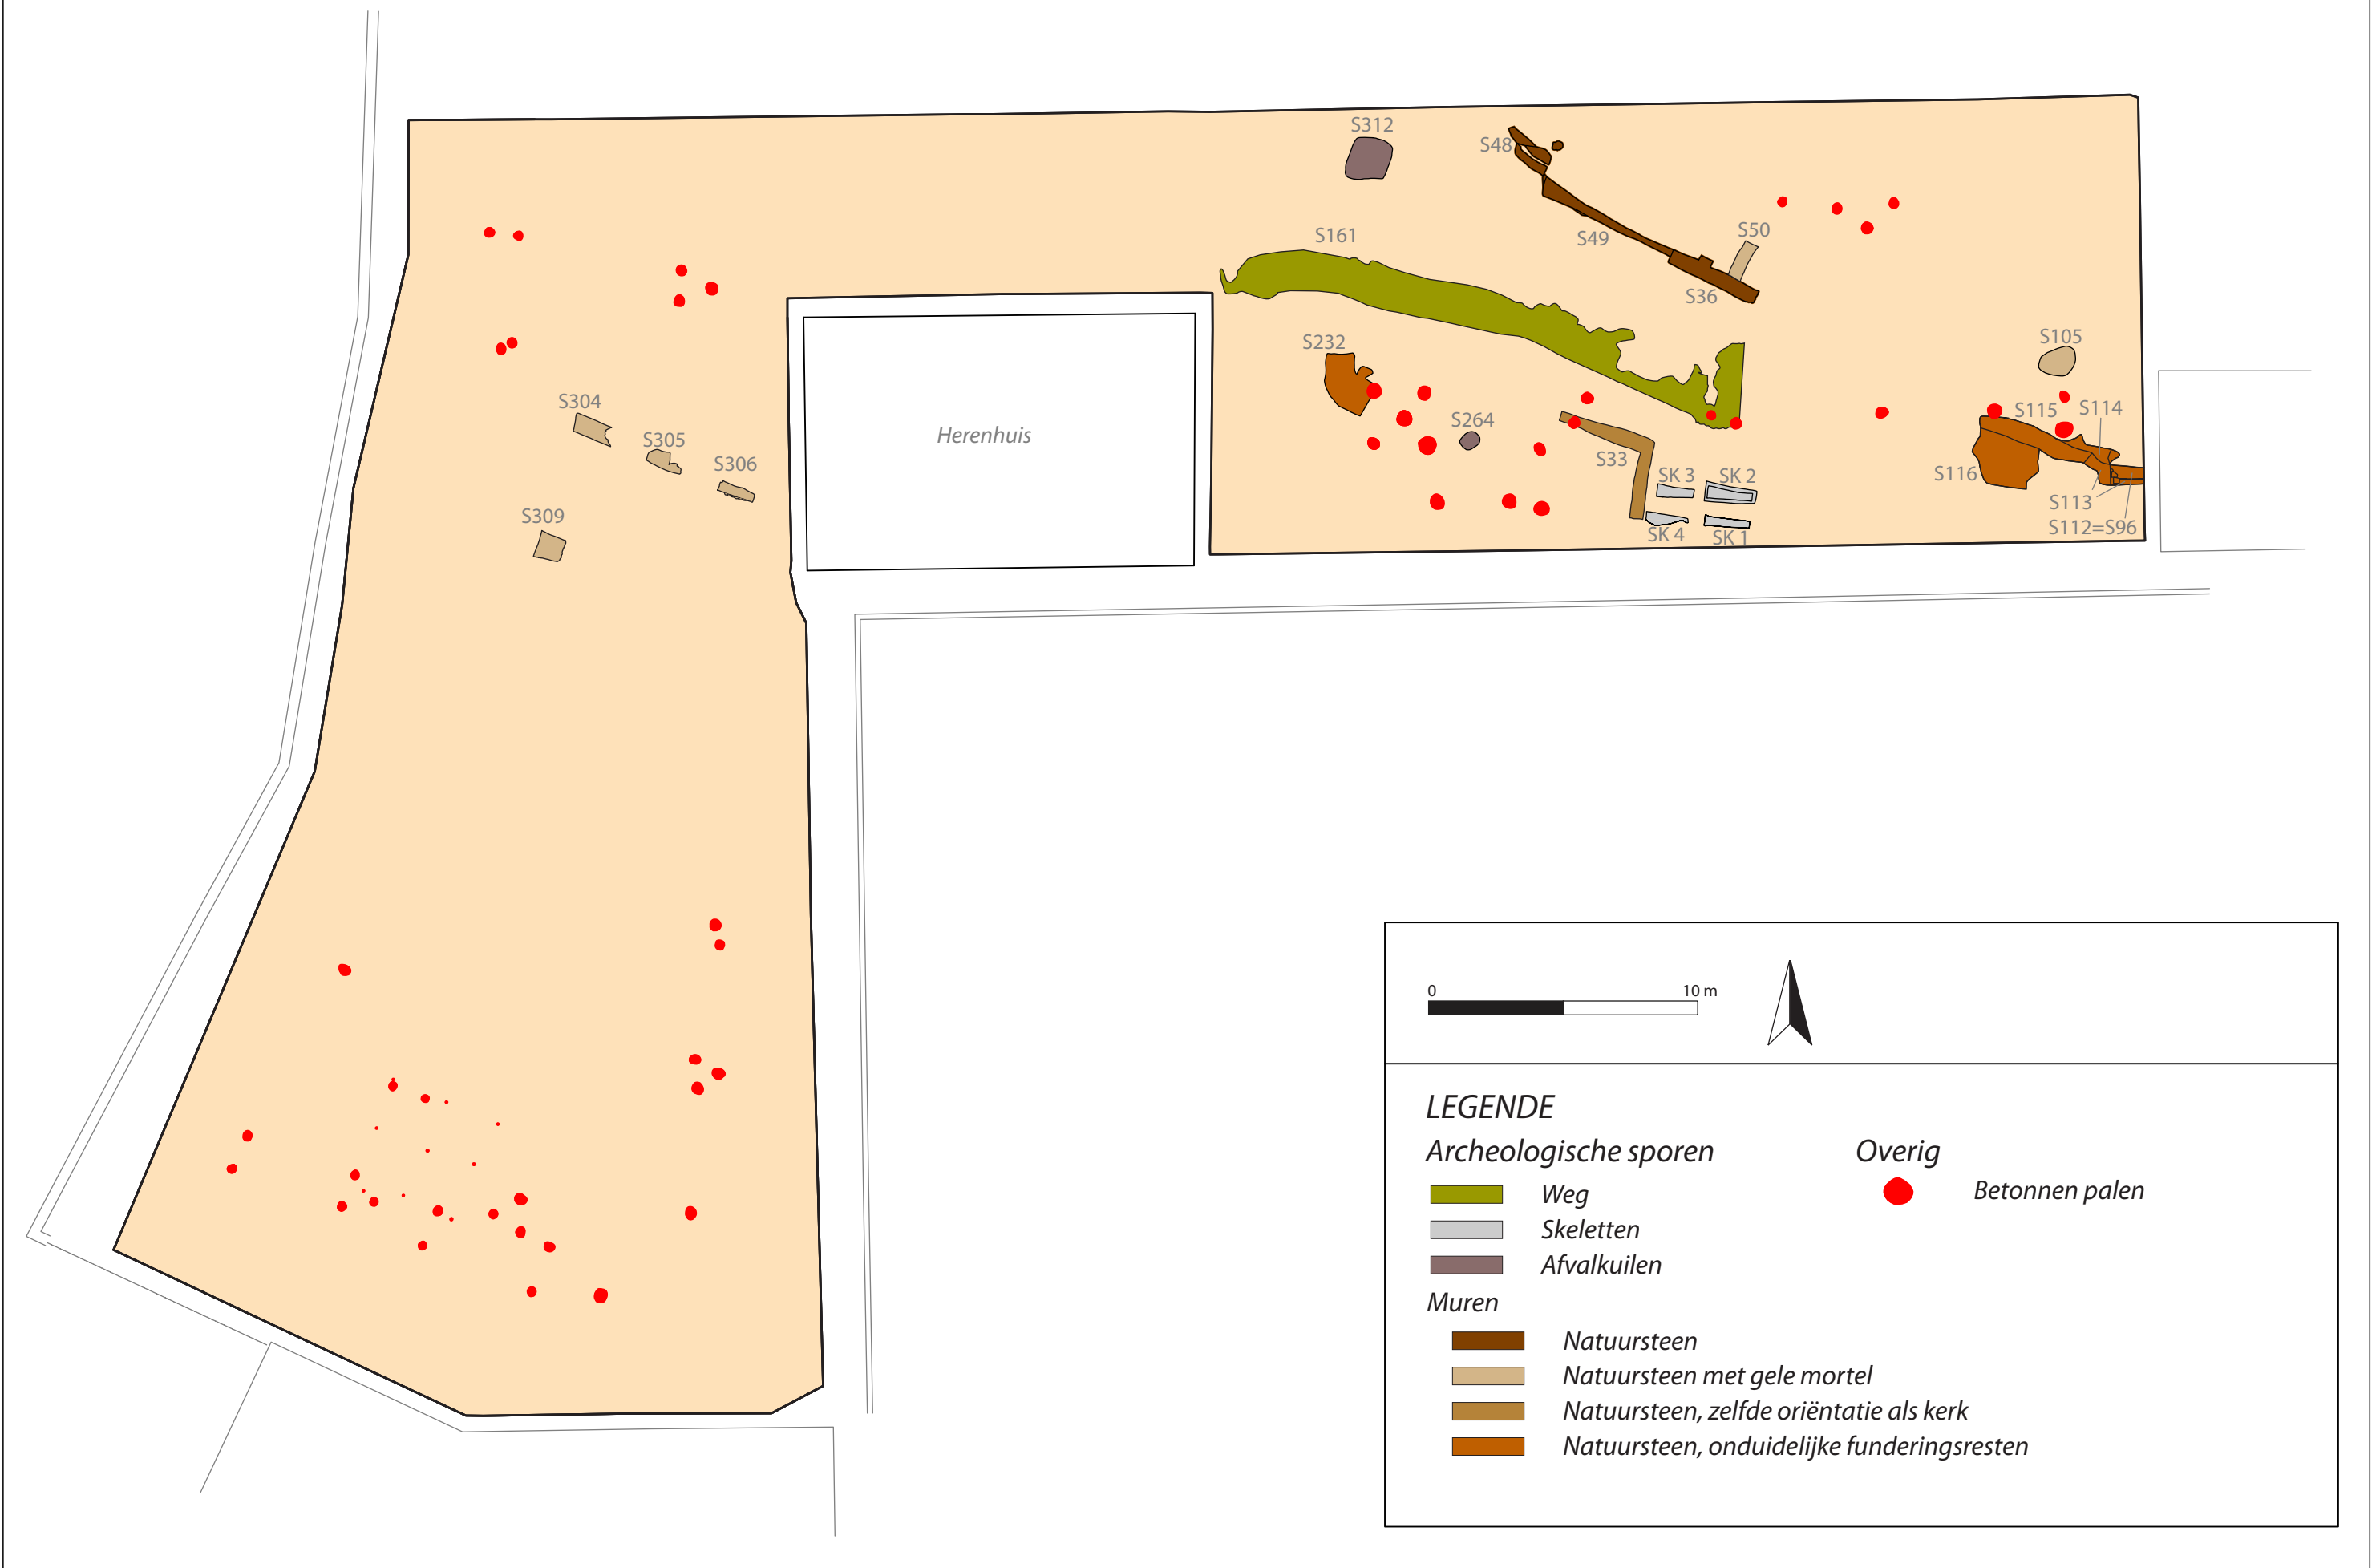 S312
S48
S161
S49
S50
S36
S232
S105
S304
S264
S115 S114
S305
Herenhuis
S33
S306
SK 3 SK 2
S116
S113
S309
SK 4 SK 1
S112=S96
0 10 m
LEGENDE
Archeologische sporen
Weg
Skeletten
Afvalkuilen
Muren
Natuursteen
Natuursteen met gele mortel
Natuursteen, zelfde oriëntatie als kerk
Natuursteen, onduidelijke funderingsresten
Overig
Betonnen palen